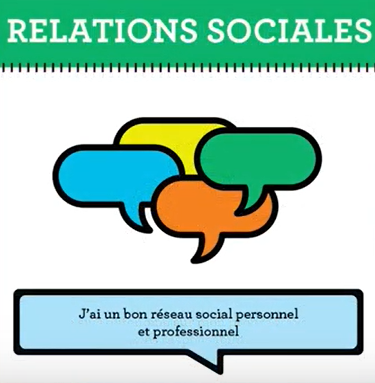 RELATIONS SOCIALES
J'ai un bon réseau social personnel
et professionnel